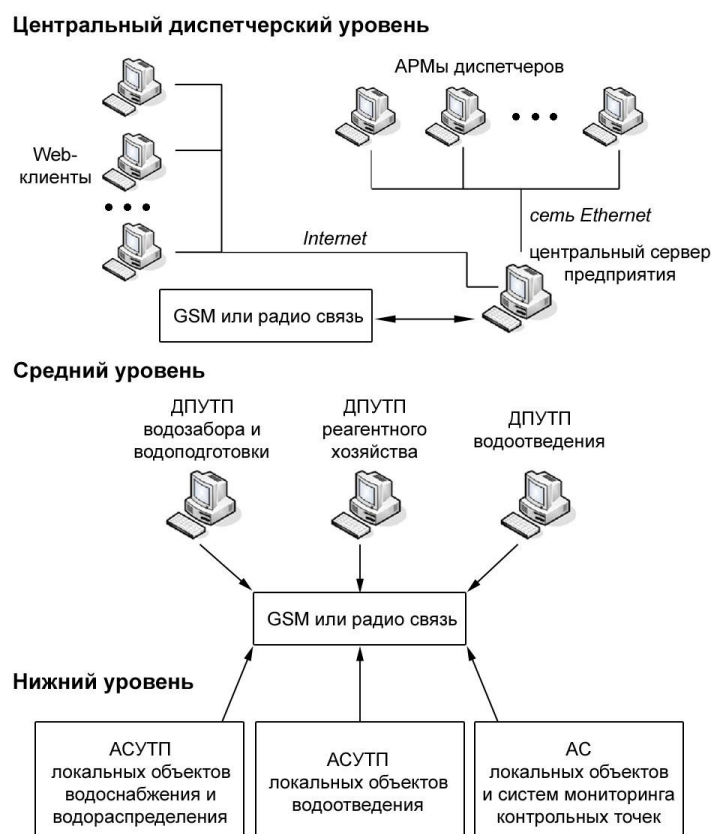 Центральный диспетчерский уровень
АРМы диспетчеров
Web-
клиенты
сеть Ethernet
Internet
центральный сервер
предприятия
GSM или радио связь
Средний уровень
ДПУТП
водозабора и
водоподготовки
ДПУТП
реагентного
хозяйства
ДПУТП
водоотведения
GSM или радио связь
Нижний уровень
АСУТП
локальных объектов
водоснабжения и
водораспределения
АСУТП
локальных объектов
водоотведения
АС
локальных объектов
и систем мониторинга
контрольных точек